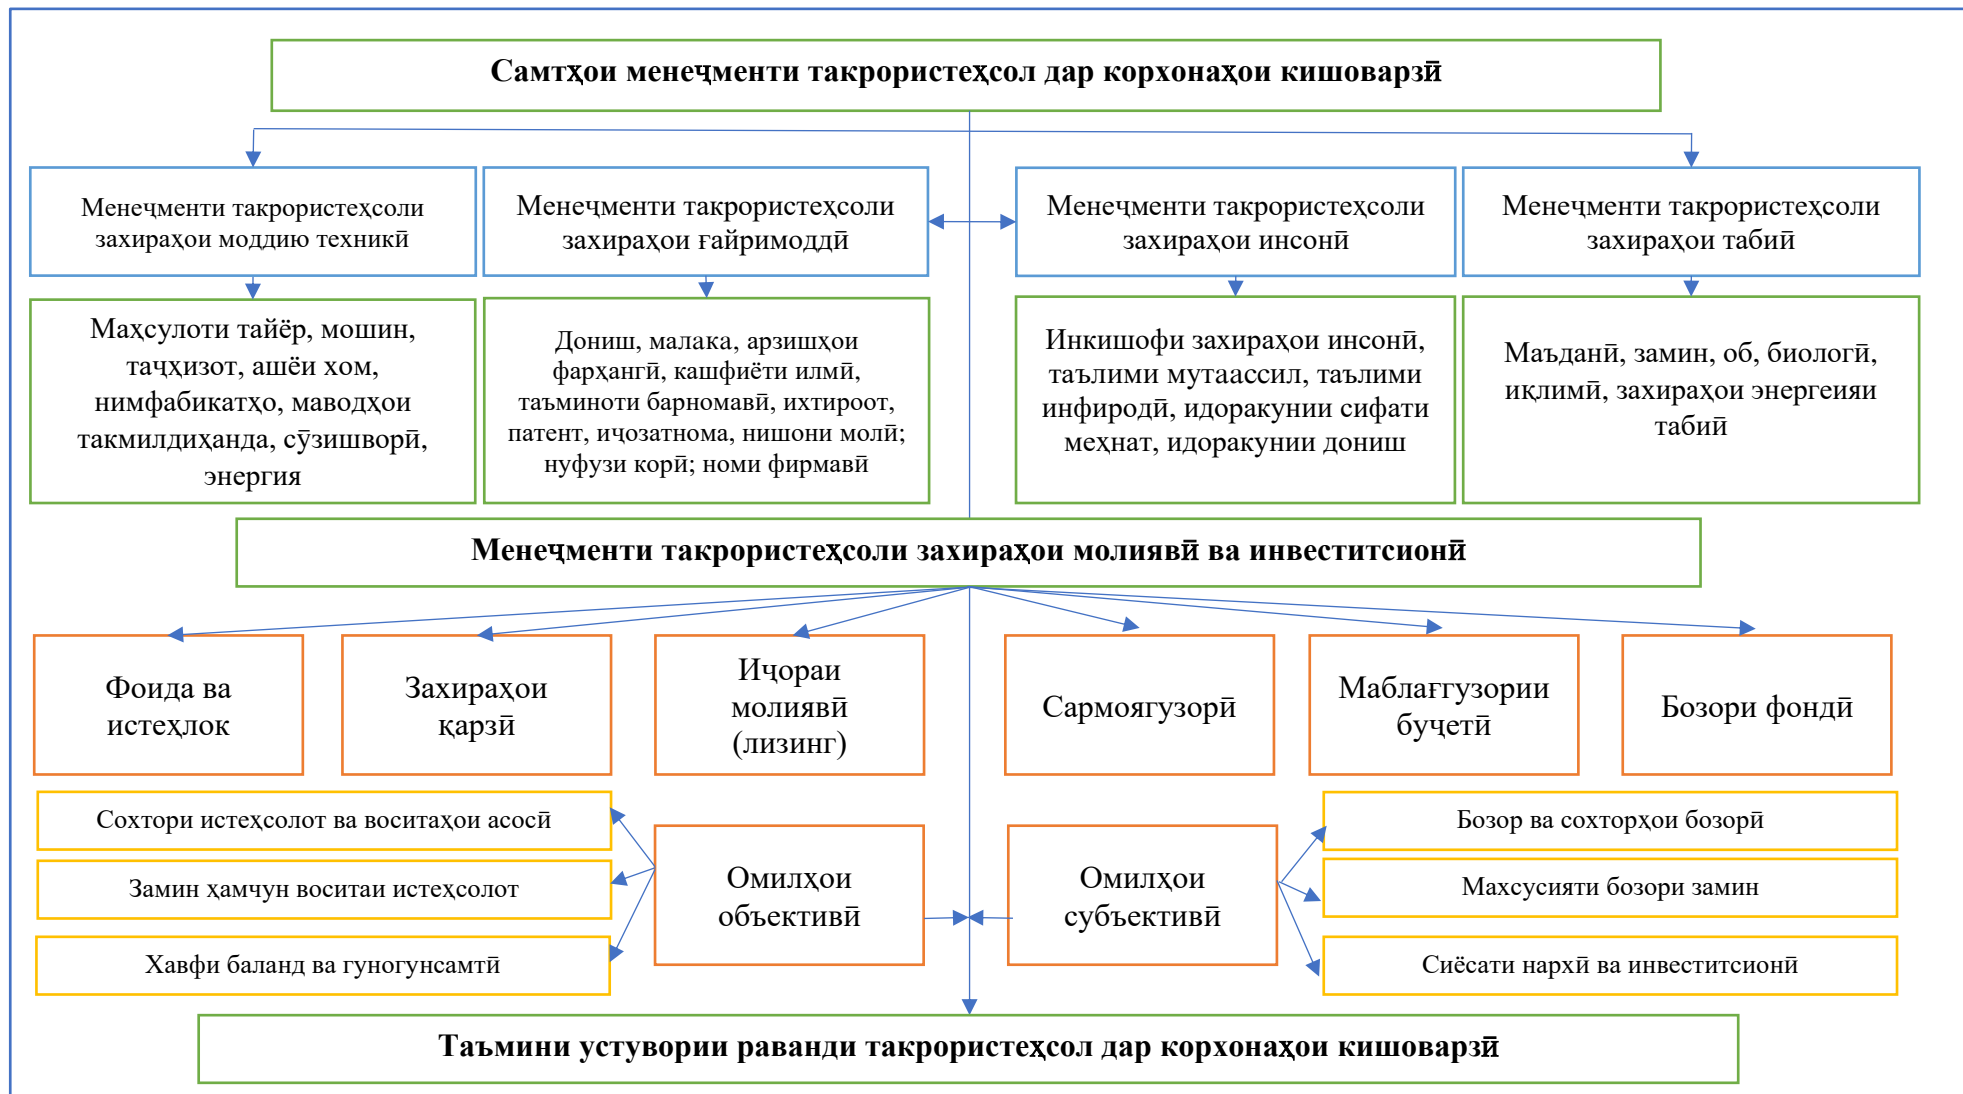 Самтҳои менеҷменти такрористеҳсол дар корхонаҳои кишоварзӣ
Менеҷменти такрористеҳсоли
захираҳои моддию техникӣ
Менеҷменти такрористеҳсоли
захираҳои ғайримоддӣ
Менеҷменти такрористеҳсоли
захираҳои инсонӣ
Менеҷменти такрористеҳсоли
захираҳои табиӣ
Маҳсулоти тайёр, мошин,
таҷҳизот, ашёи хом,
нимфабикатҳо, маводҳои
такмилдиҳанда, сӯзишворӣ,
энергия
Дониш, малака, арзишҳои
фарҳангӣ, кашфиёти илмӣ,
таъминоти барномавӣ, ихтироот,
патент, иҷозатнома, нишони молӣ;
нуфузи корӣ; номи фирмавӣ
Инкишофи захираҳои инсонӣ,
таълими мутаассил, таълими
инфиродӣ, идоракунии сифати
меҳнат, идоракунии дониш
Маъданӣ, замин, об, биологӣ,
иқлимӣ, захираҳои энергеияи
табиӣ
Менеҷменти такрористеҳсоли захираҳои молиявӣ ва инвеститсионӣ
Фоида ва
истеҳлок
Захираҳои
қарзӣ
Иҷораи
молиявӣ
(лизинг)
Сармоягузорӣ
Маблағгузории
буҷетӣ
Бозори фондӣ
Сохтори истеҳсолот ва воситаҳои асосӣ
Замин ҳамчун воситаи истеҳсолот
Хавфи баланд ва гуногунсамтӣ
Омилҳои
объективӣ
Омилҳои
субъективӣ
Бозор ва сохторҳои бозорӣ
Махсусияти бозори замин
Сиёсати нархӣ ва инвеститсионӣ
Таъмини устувории раванди такрористеҳсол дар корхонаҳои кишоварзӣ